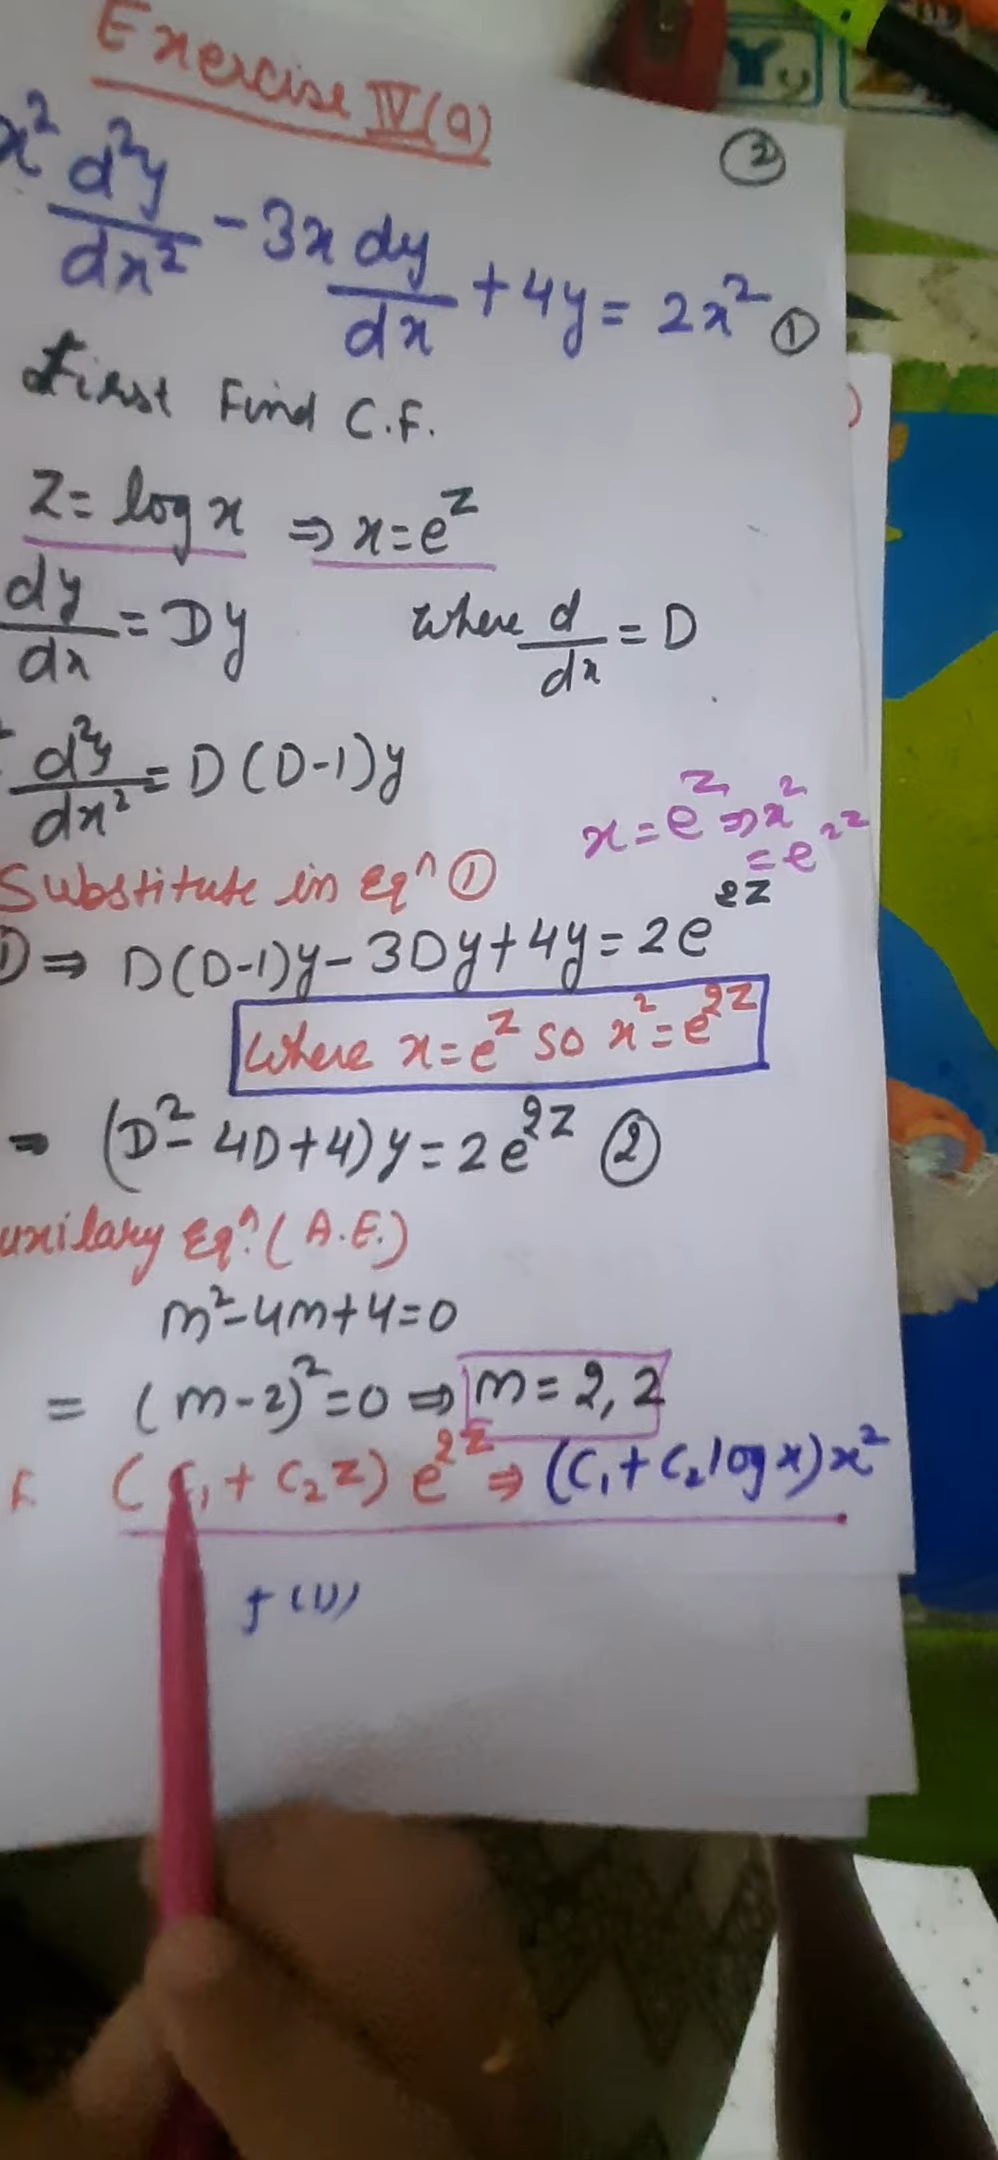 Exercise IV(a)
②
x² d²y/dx² - 3x dy/dx + 4y = 2x² ①
First Find C.F.
Z = log x ⇒ x = e^z
dy/dx = Dy where d/dx = D
d²y/dx² = D(D-1)y
x = e^z ⇒ x² = e^2z
Substitute in Eqⁿ ①
⇒ D(D-1)y - 3Dy + 4y = 2e^2z
Where x = e^z so x² = e^2z
(D² - 4D + 4)y = 2e^2z ②
uxilary Eqⁿ. (A.E.)
m² - 4m + 4 = 0
= (m-2)² = 0 ⇒ m = 2, 2
(C₁ + C₂z) e^2z ⇒ (C₁ + C₂ log x)x²
Yy